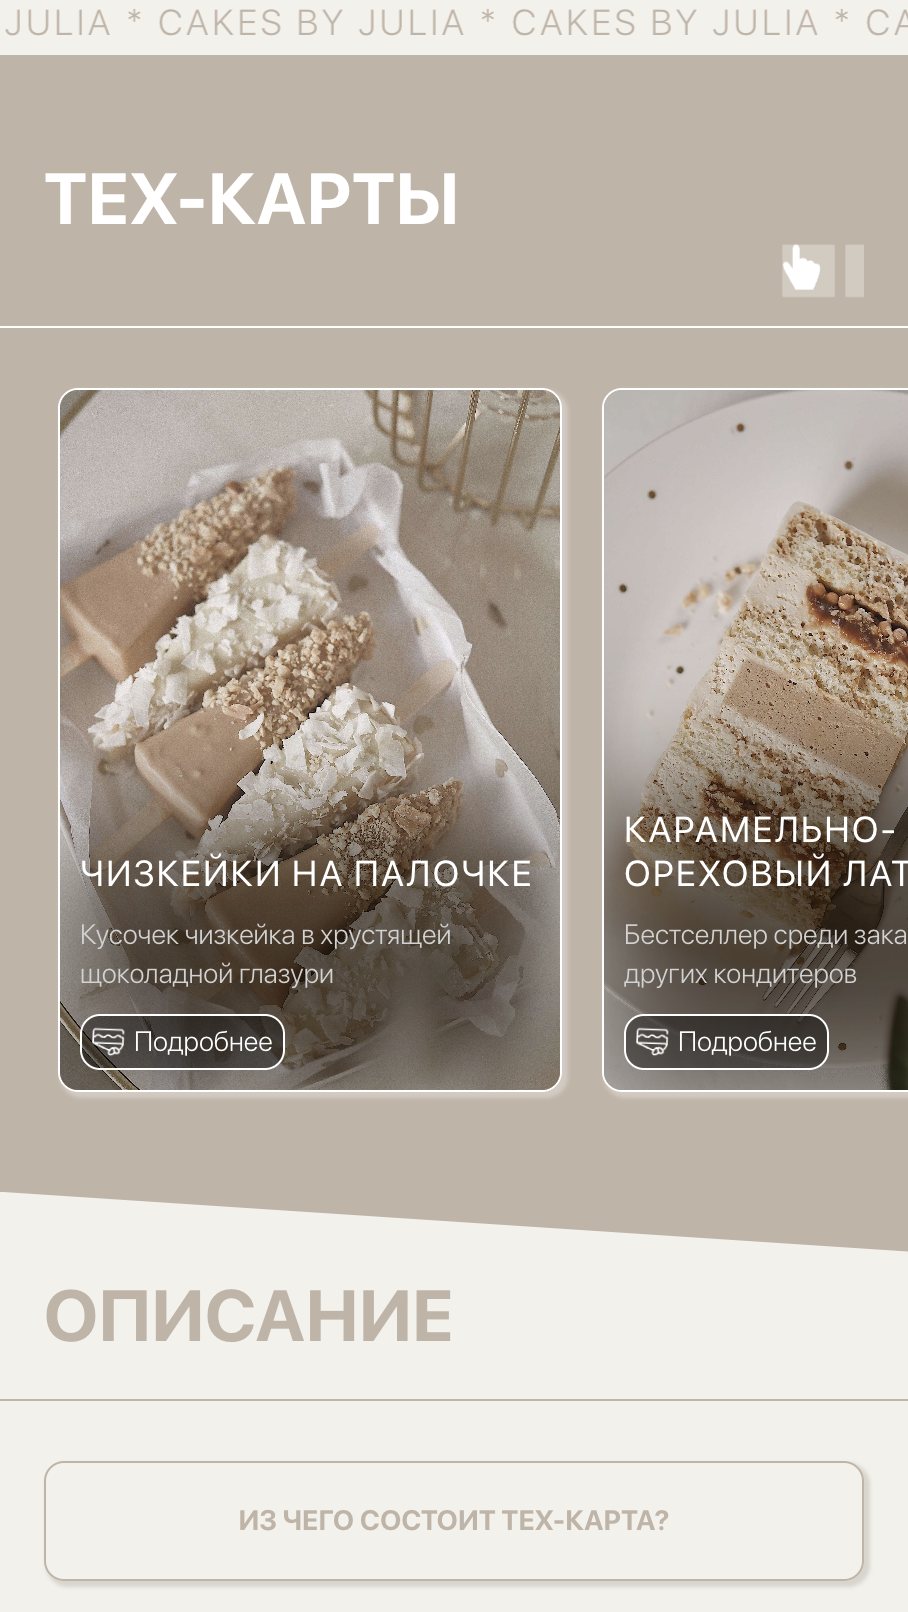 JULIA * CAKES BY JULIA * CAKES BY JULIA * CA
ТЕХ-КАРТЫ
ЧИЗКЕЙКИ НА ПАЛОЧКЕ
Кусочек чизкейка в хрустящей
щоколадной глазури
Подробнее
КАРАМЕЛЬНО-
ОРЕХОВЫЙ ЛАТ
Бестселлер среди зака
других кондитеров
Подробнее
ОПИСАНИЕ
ИЗ ЧЕГО СОСТОИТ ТЕХ-КАРТА?